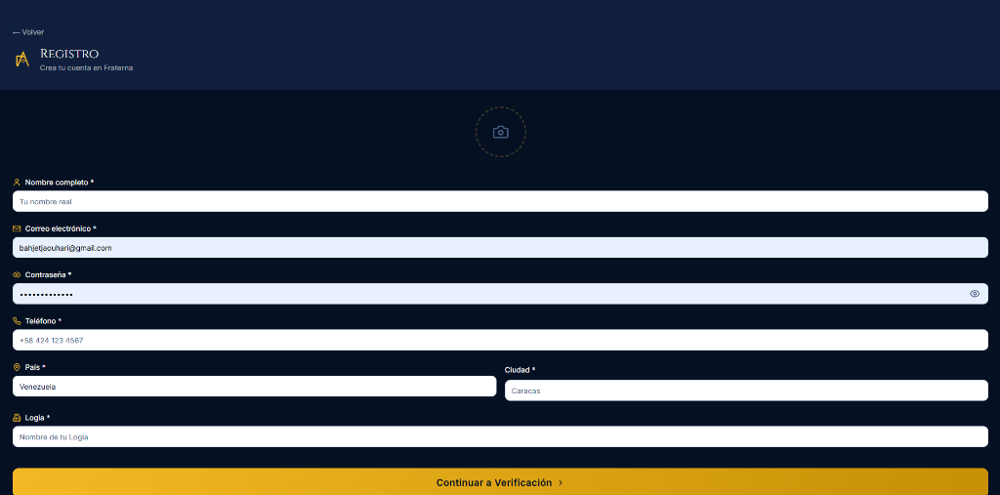 ← Volver
Registro
Crea tu cuenta en Fraterna
Nombre completo *
Tu nombre real
Correo electrónico *
bahjetjaouhari@gmail.com
Contraseña *
•••••••••••••
Teléfono *
+58 424 123 4567
País *
Venezuela
Ciudad *
Caracas
Logia *
Nombre de tu Logia
Continuar a Verificación ›